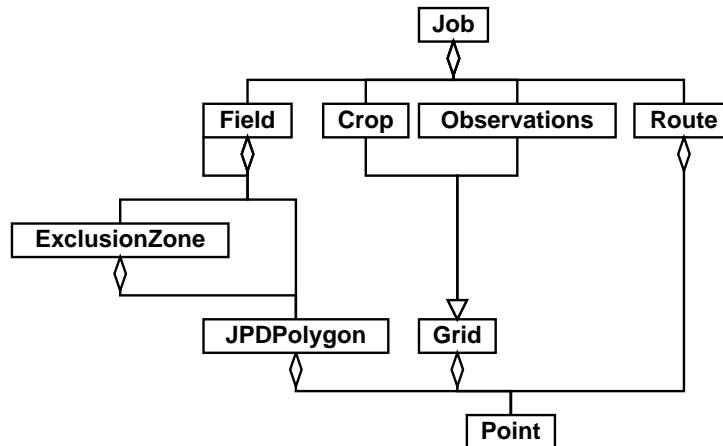 Job
Field
Crop
Observations
Route
ExclusionZone
JPDPolygon
Grid
Point